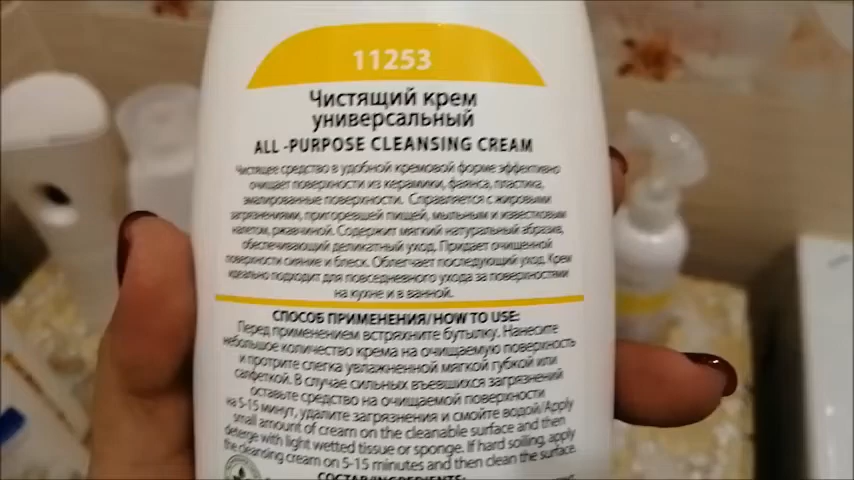 11253
Чистящий крем
универсальный
ALL -PURPOSE CLEANSING CREAM
Чистящее средство в удобной кремовой форме эффективно
очищает поверхности из керамики, фаянса, пластика,
эмалированные поверхности. Справляется с жировыми
загрязнениями, пригоревшей пищей, мыльным и известковым
налетом, ржавчиной. Содержит мягкий натуральный абразив,
обеспечивающий деликатный уход. Придает очищенной
поверхности сияние и блеск. Облегчает последующий уход. Крем
идеально подходит для повседневного ухода за поверхностями
на кухне и в ванной.
СПОСОБ ПРИМЕНЕНИЯ/HOW TO USE:
Перед применением встряхните бутылку. Нанесите
небольшое количество крема на очищаемую поверхность
и протрите слегка увлажненной мягкой губкой или
салфеткой. В случае сильных въевшихся загрязнений
оставьте средство на очищаемой поверхности
на 5-15 минут, удалите загрязнения и смойте водой/Apply
small amount of cream on the cleanable surface and then
deterge with light wetted tissue or sponge. If hard soiling, apply
the cleansing cream on 5-15 minutes and then clean the surface.
СОСТАВ/INGREDIENTS: